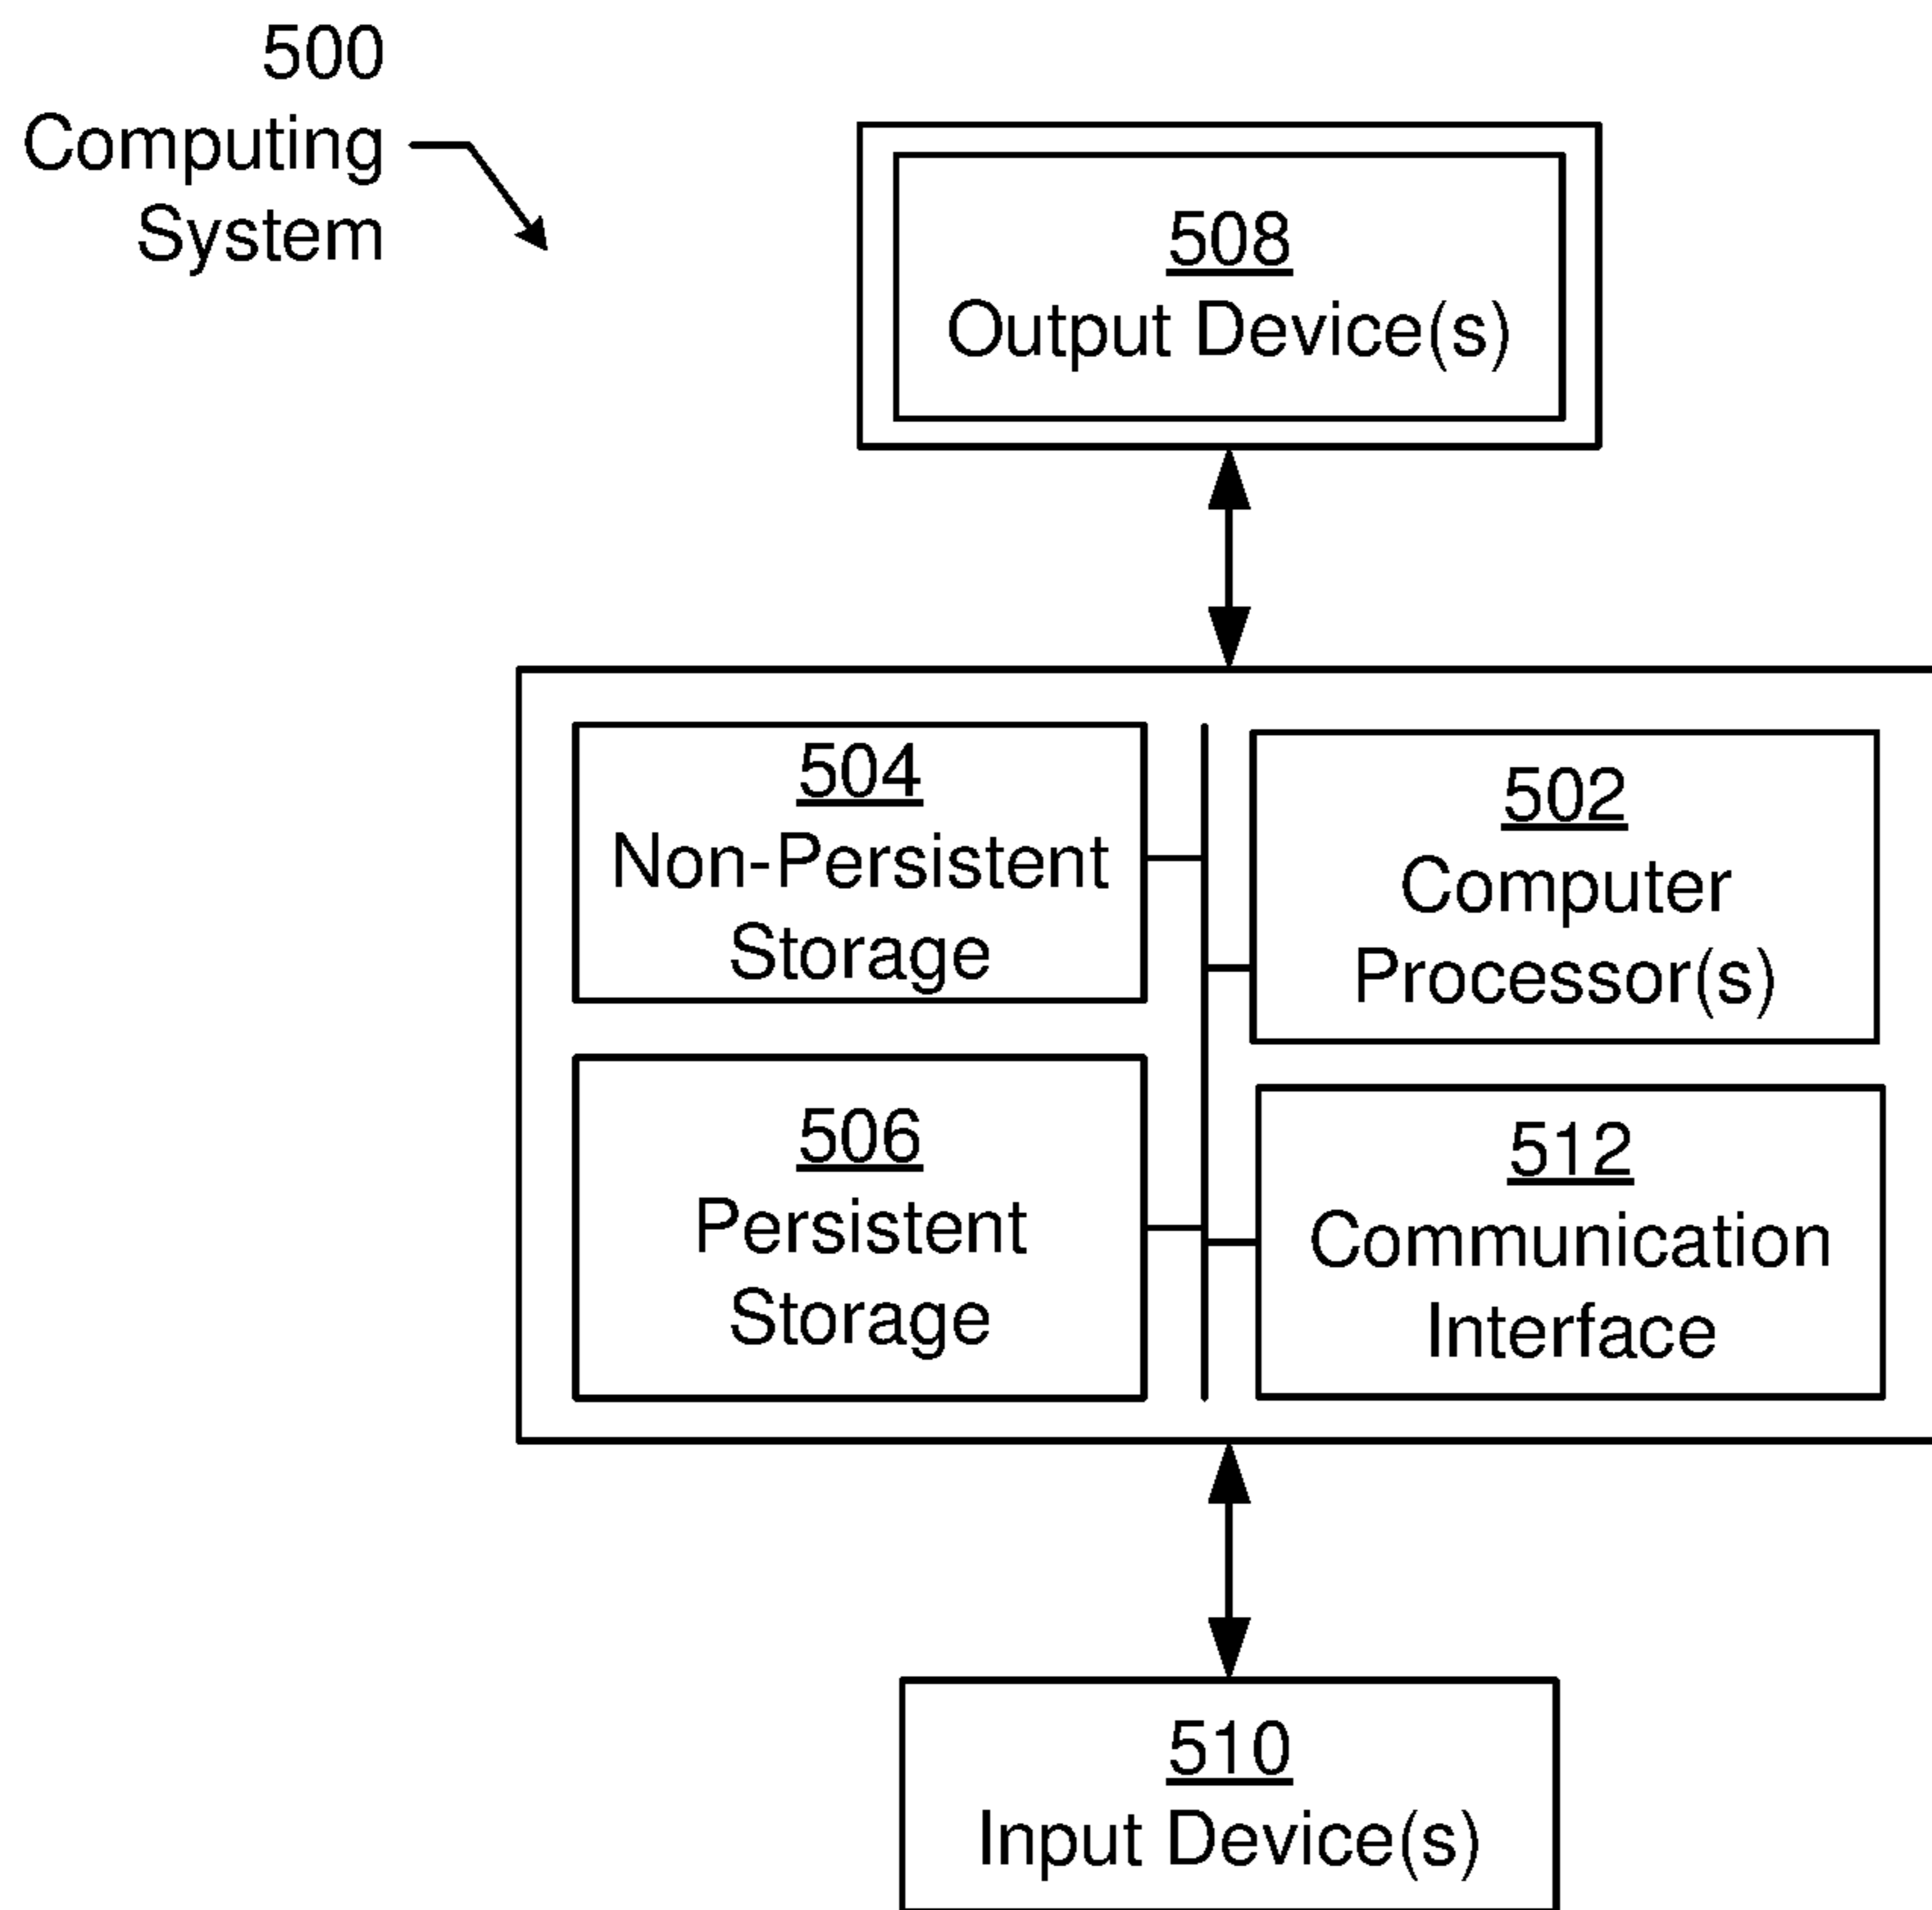 500
Computing
System
508
Output Device(s)
504
Non-Persistent
Storage
502
Computer
Processor(s)
506
Persistent
Storage
512
Communication
Interface
510
Input Device(s)